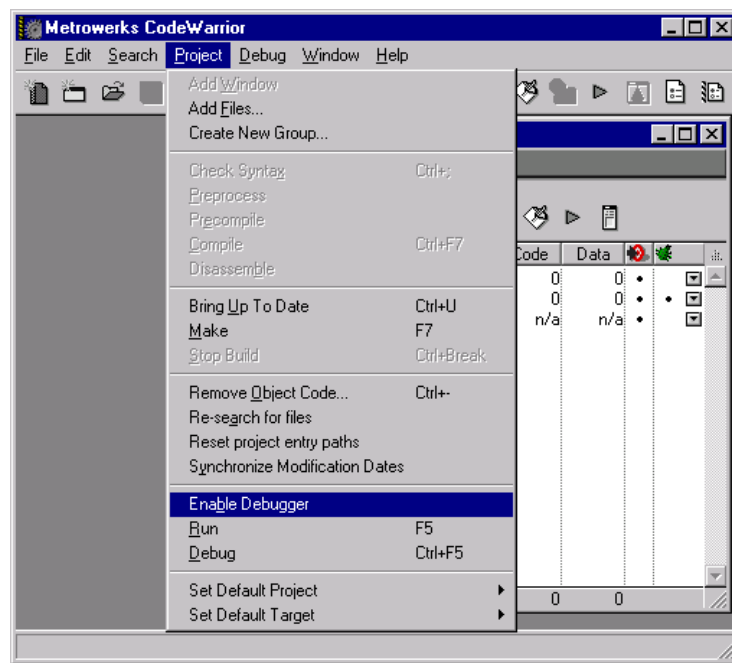 Metrowerks CodeWarrior
File Edit Search Project Debug Window Help
Add Window
Add Files...
Create New Group...
Check Syntax Ctrl+;
Preprocess
Precompile
Compile Ctrl+F7
Disassemble
Bring Up To Date Ctrl+U
Make F7
Stop Build Ctrl+Break
Remove Object Code... Ctrl+-
Re-search for files
Reset project entry paths
Synchronize Modification Dates
Enable Debugger
Run F5
Debug Ctrl+F5
Set Default Project
Set Default Target
Code Data
0 0
0 0
n/a n/a
0 0